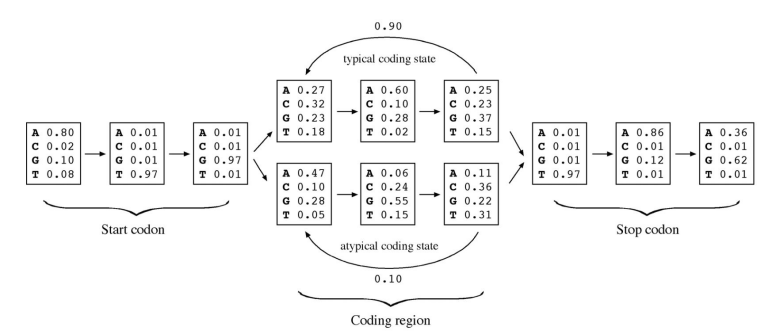 0.90
typical coding state
A 0.80
C 0.02
G 0.10
T 0.08
A 0.01
C 0.01
G 0.01
T 0.97
A 0.01
C 0.01
G 0.97
T 0.01
Start codon
A 0.27
C 0.32
G 0.23
T 0.18
A 0.60
C 0.10
G 0.28
T 0.02
A 0.25
C 0.23
G 0.37
T 0.15
A 0.47
C 0.10
G 0.28
T 0.05
A 0.06
C 0.24
G 0.55
T 0.15
A 0.11
C 0.36
G 0.22
T 0.31
atypical coding state
0.10
Coding region
A 0.01
C 0.01
G 0.01
T 0.97
A 0.86
C 0.01
G 0.12
T 0.01
A 0.36
C 0.01
G 0.62
T 0.01
Stop codon